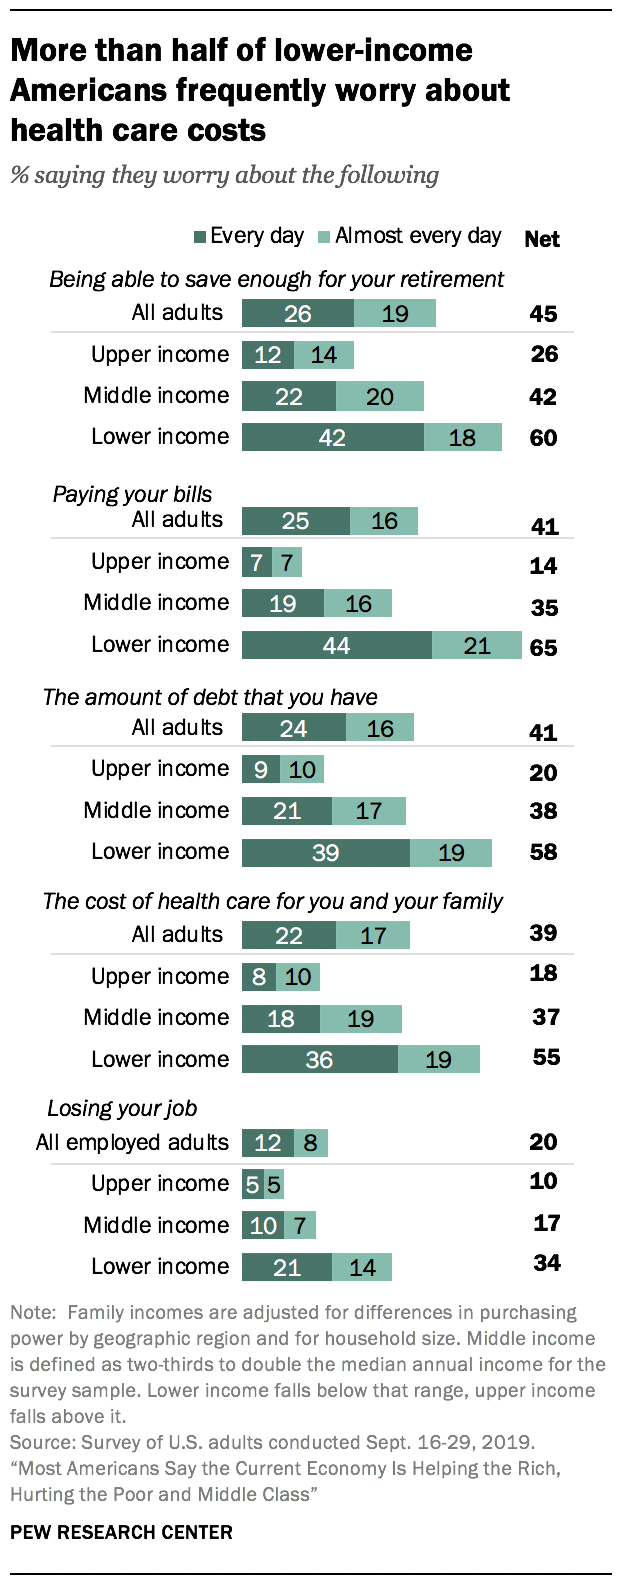 More than half of lower-income
Americans frequently worry about
health care costs
% saying they worry about the following
Every day Almost every day Net
Being able to save enough for your retirement
All adults 26 19 45
Upper income 12 14 26
Middle income 22 20 42
Lower income 42 18 60
Paying your bills
All adults 25 16 41
Upper income 7 7 14
Middle income 19 16 35
Lower income 44 21 65
The amount of debt that you have
All adults 24 16 41
Upper income 9 10 20
Middle income 21 17 38
Lower income 39 19 58
The cost of health care for you and your family
All adults 22 17 39
Upper income 8 10 18
Middle income 18 19 37
Lower income 36 19 55
Losing your job
All employed adults 12 8 20
Upper income 5 5 10
Middle income 10 7 17
Lower income 21 14 34
Note: Family incomes are adjusted for differences in purchasing
power by geographic region and for household size. Middle income
is defined as two-thirds to double the median annual income for the
survey sample. Lower income falls below that range, upper income
falls above it.
Source: Survey of U.S. adults conducted Sept. 16-29, 2019.
“Most Americans Say the Current Economy Is Helping the Rich,
Hurting the Poor and Middle Class”
PEW RESEARCH CENTER